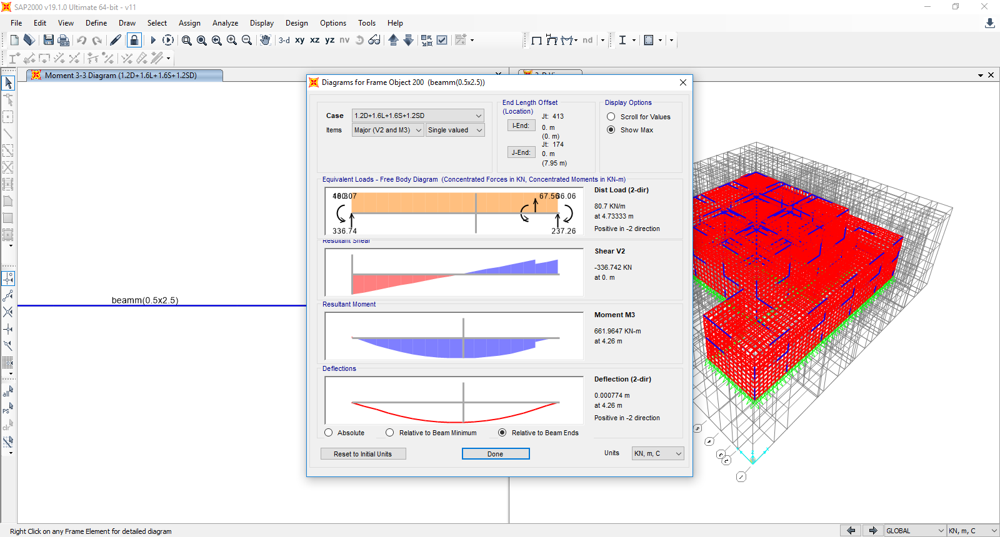 SAP2000 v19.1.0 Ultimate 64-bit - v11
File Edit View Define Draw Select Assign Analyze Display Design Options Tools Help
3-d xy xz yz nv nd
Moment 3-3 Diagram (1.2D+1.6L+1.6S+1.2SD)
beamm(0.5x2.5)
Diagrams for Frame Object 200 (beamm(0.5x2.5))
Case 1.2D+1.6L+1.6S+1.2SD
Items Major (V2 and M3) Single valued
End Length Offset
(Location)
Jt: 413
I-End: 0. m
(0. m)
Jt: 174
J-End: 0. m
(7.95 m)
Display Options
Scroll for Values
Show Max
Equivalent Loads - Free Body Diagram (Concentrated Forces in KN, Concentrated Moments in KN-m)
336.74
237.26
Dist Load (2-dir)
80.7 KN/m
at 4.73333 m
Positive in -2 direction
Resultant Shear
Shear V2
-336.742 KN
at 0. m
Resultant Moment
Moment M3
661.9647 KN-m
at 4.26 m
Deflections
Deflection (2-dir)
0.000774 m
at 4.26 m
Positive in -2 direction
Absolute Relative to Beam Minimum Relative to Beam Ends
Reset to Initial Units Done Units KN, m, C
all
PS
clr
Right Click on any Frame Element for detailed diagram
GLOBAL KN, m, C